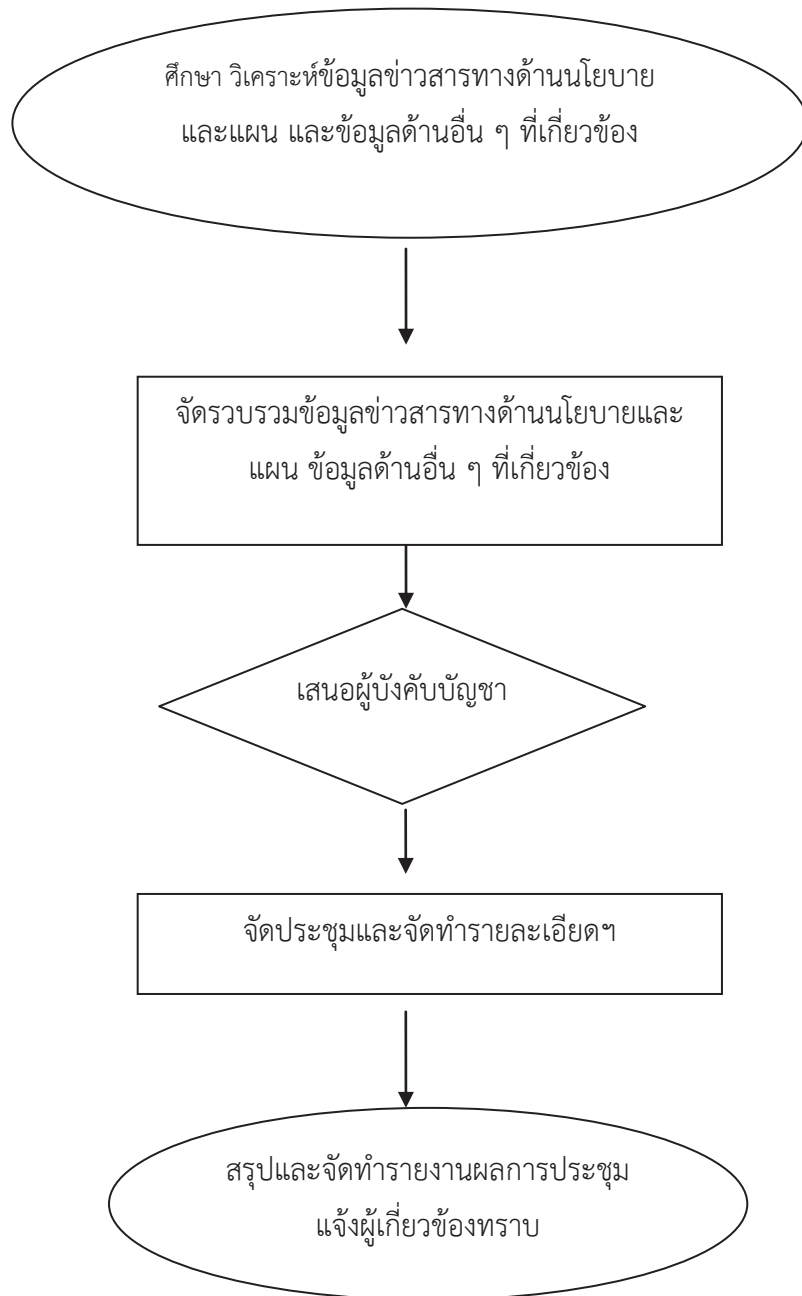 ศึกษา วิเคราะห์ข้อมูลข่าวสารทางด้านนโยบาย
และแผน และข้อมูลด้านอื่น ๆ ที่เกี่ยวข้อง
จัดรวบรวมข้อมูลข่าวสารทางด้านนโยบายและ
แผน ข้อมูลด้านอื่น ๆ ที่เกี่ยวข้อง
เสนอผู้บังคับบัญชา
จัดประชุมและจัดทำรายละเอียดฯ
สรุปและจัดทำรายงานผลการประชุม
แจ้งผู้เกี่ยวข้องทราบ